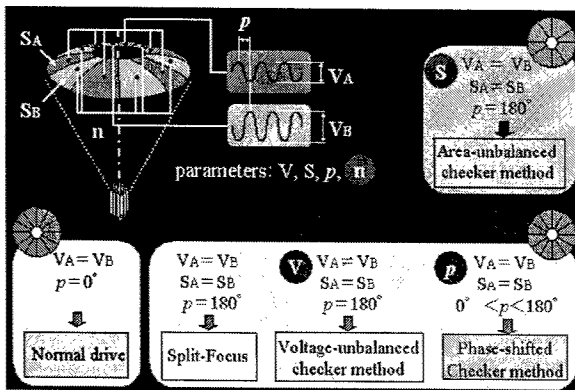 p
SA
SB
n
VA
VB
parameters: V, S, p, n
S
VA = VB
SA ≠ SB
p = 180°
Area-unbalanced
checker method
VA = VB
p = 0°
Normal drive
VA = VB
SA = SB
p = 180°
Split-Focus
V
VA ≠ VB
SA = SB
p = 180°
Voltage-unbalanced
checker method
p
VA = VB
SA = SB
0° < p < 180°
Phase-shifted
Checker method